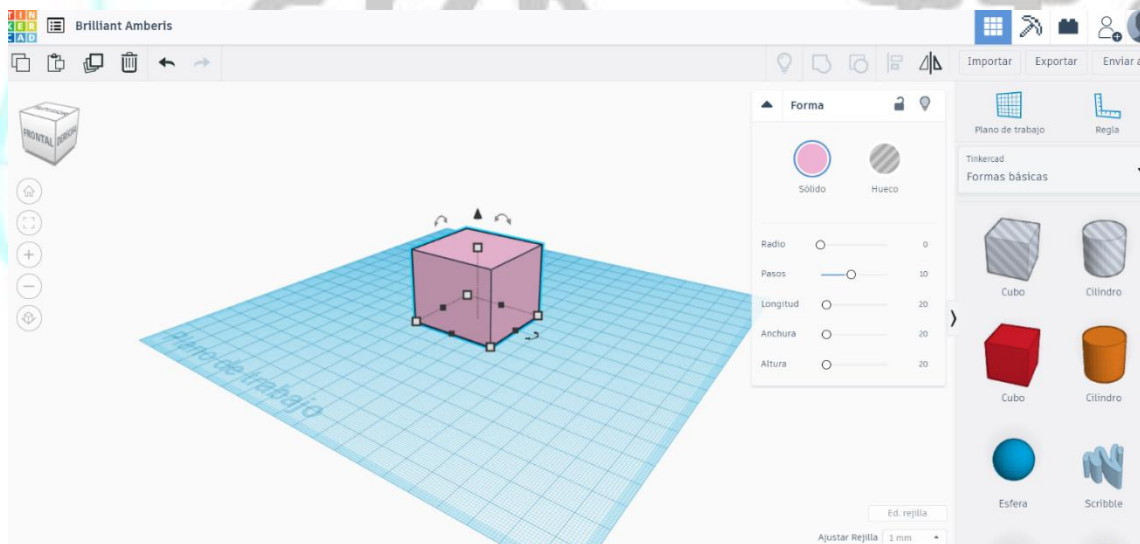 TIN
KER
CAD
Brilliant Amberis
Importar
Exportar
Enviar a
FRONTAL
Plano de trabajo
Forma
Sólido
Hueco
Radio 0
Pasos 10
Longitud 20
Anchura 20
Altura 20
Plano de trabajo
Regla
Tinkercad
Formas básicas
Cubo
Cilindro
Cubo
Cilindro
Esfera
Scribble
Ed. rejilla
Ajustar Rejilla 1 mm